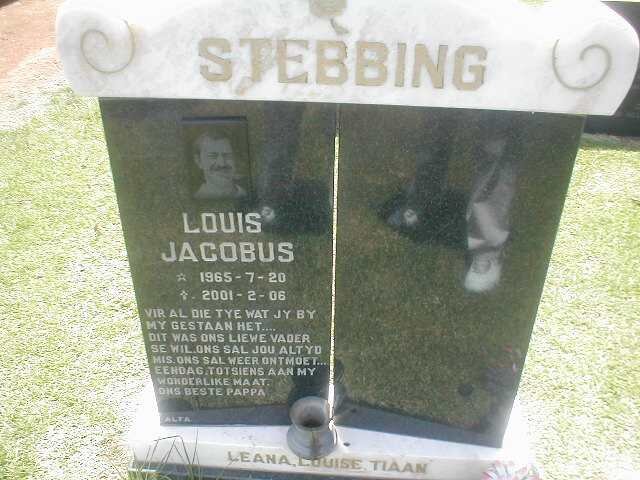 STEBBING
LOUIS
JACOBUS
☆ 1965-7-20
✝ 2001-2-06
VIR AL DIE TYE WAT JY BY
MY GESTAAN HET....
DIT WAS ONS LIEWE VADER
SE WIL.ONS SAL JOU ALTYD
MIS.ONS SAL WEER ONTMOET...
EENDAG.TOTSIENS AAN MY
WONDERLIKE MAAT.
ONS BESTE PAPPA
ALFA
LEANA, LOUISE, TIAAN